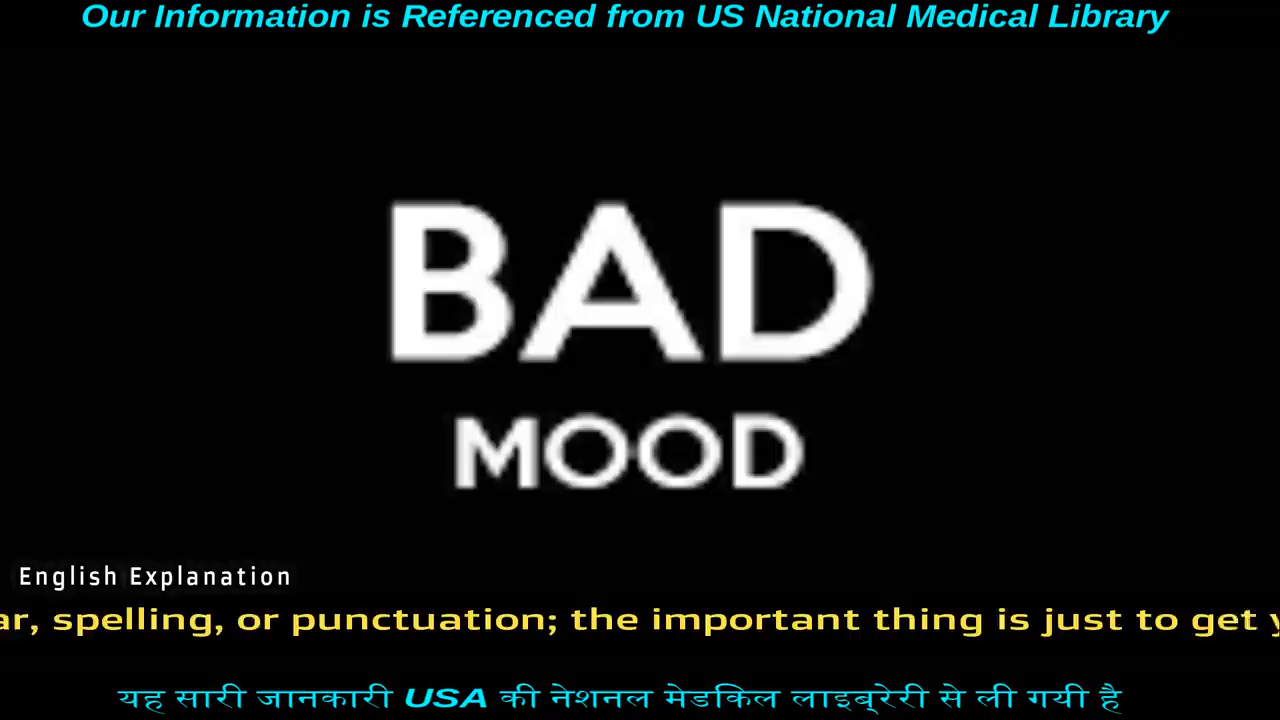 Our Information is Referenced from US National Medical Library
BAD
MOOD
English Explanation
spelling, or punctuation; the important thing is just to get
यह सारी जानकारी USA की नेशनल मेडकिल लाइब्रेरी से ली गयी है